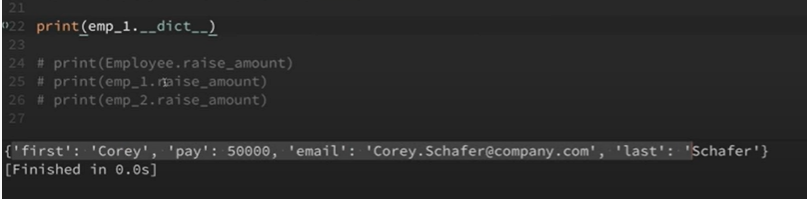 21
22 print(emp_1.__dict__)
23
24 # print(Employee.raise_amount)
25 # print(emp_1.raise_amount)
26 # print(emp_2.raise_amount)
27
{'first': 'Corey', 'pay': 50000, 'email': 'Corey.Schafer@company.com', 'last': 'Schafer'}
[Finished in 0.0s]